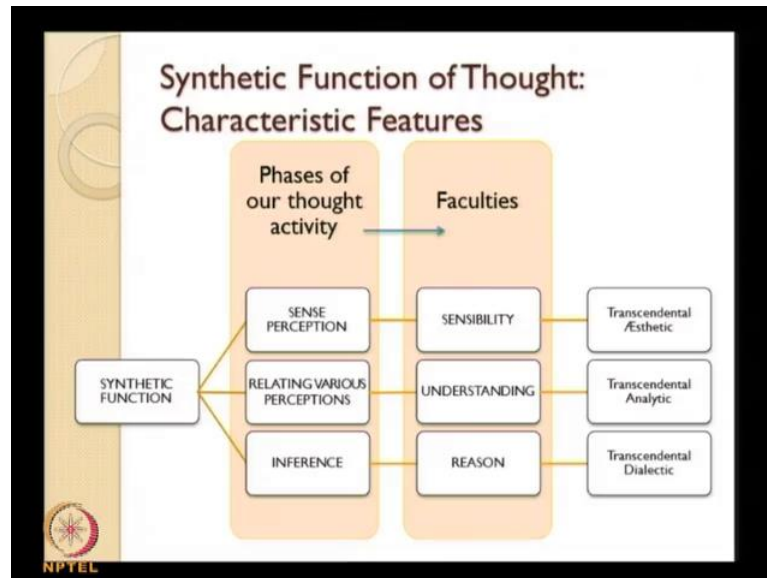 Synthetic Function of Thought:
Characteristic Features
Phases of
our thought
activity
Faculties
SENSE
PERCEPTION
SENSIBILITY
Transcendental
Æsthetic
SYNTHETIC
FUNCTION
RELATING VARIOUS
PERCEPTIONS
UNDERSTANDING
Transcendental
Analytic
INFERENCE
REASON
Transcendental
Dialectic
NPTEL